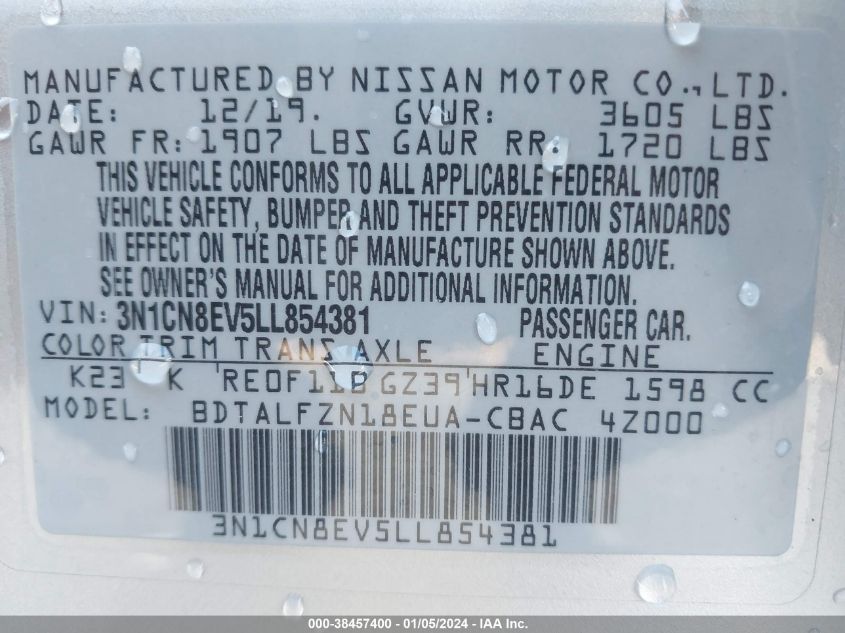 MANUFACTURED BY NISSAN MOTOR CO., LTD.
DATE: 12/19. GVWR: 3605 LBS
GAWR FR: 1907 LBS GAWR RR: 1720 LBS
THIS VEHICLE CONFORMS TO ALL APPLICABLE FEDERAL MOTOR
VEHICLE SAFETY, BUMPER AND THEFT PREVENTION STANDARDS
IN EFFECT ON THE DATE OF MANUFACTURE SHOWN ABOVE.
SEE OWNER'S MANUAL FOR ADDITIONAL INFORMATION.
VIN: 3N1CN8EV5LL854381 PASSENGER CAR.
COLOR TRIM TRANS AXLE ENGINE
K23 K RE0F11B GZ39 HR16DE 1598 CC
MODEL: BDTALFZN18EUA-CBAC 4Z000
3N1CN8EV5LL854381
000-38457400 - 01/05/2024 - IAA Inc.